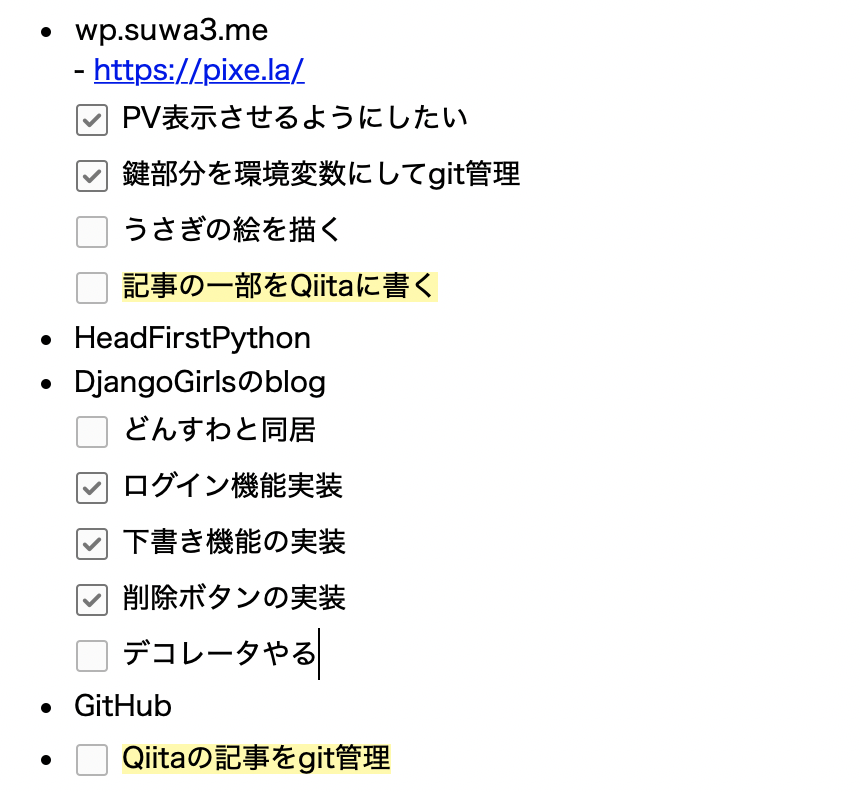 wp.suwa3.me
- https://pixe.la/
PV表示させるようにしたい
鍵部分を環境変数にしてgit管理
うさぎの絵を描く
記事の一部をQiitaに書く
HeadFirstPython
DjangoGirlsのblog
どんすわと同居
ログイン機能実装
下書き機能の実装
削除ボタンの実装
デコレータやる
GitHub
Qiitaの記事をgit管理